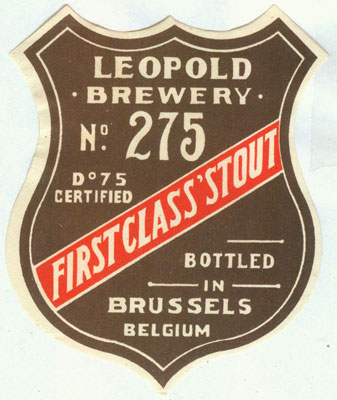 LEOPOLD
· BREWERY ·
Nº. 275
D°75
CERTIFIED
FIRST CLASS'STOUT
BOTTLED
IN
BRUSSELS
BELGIUM